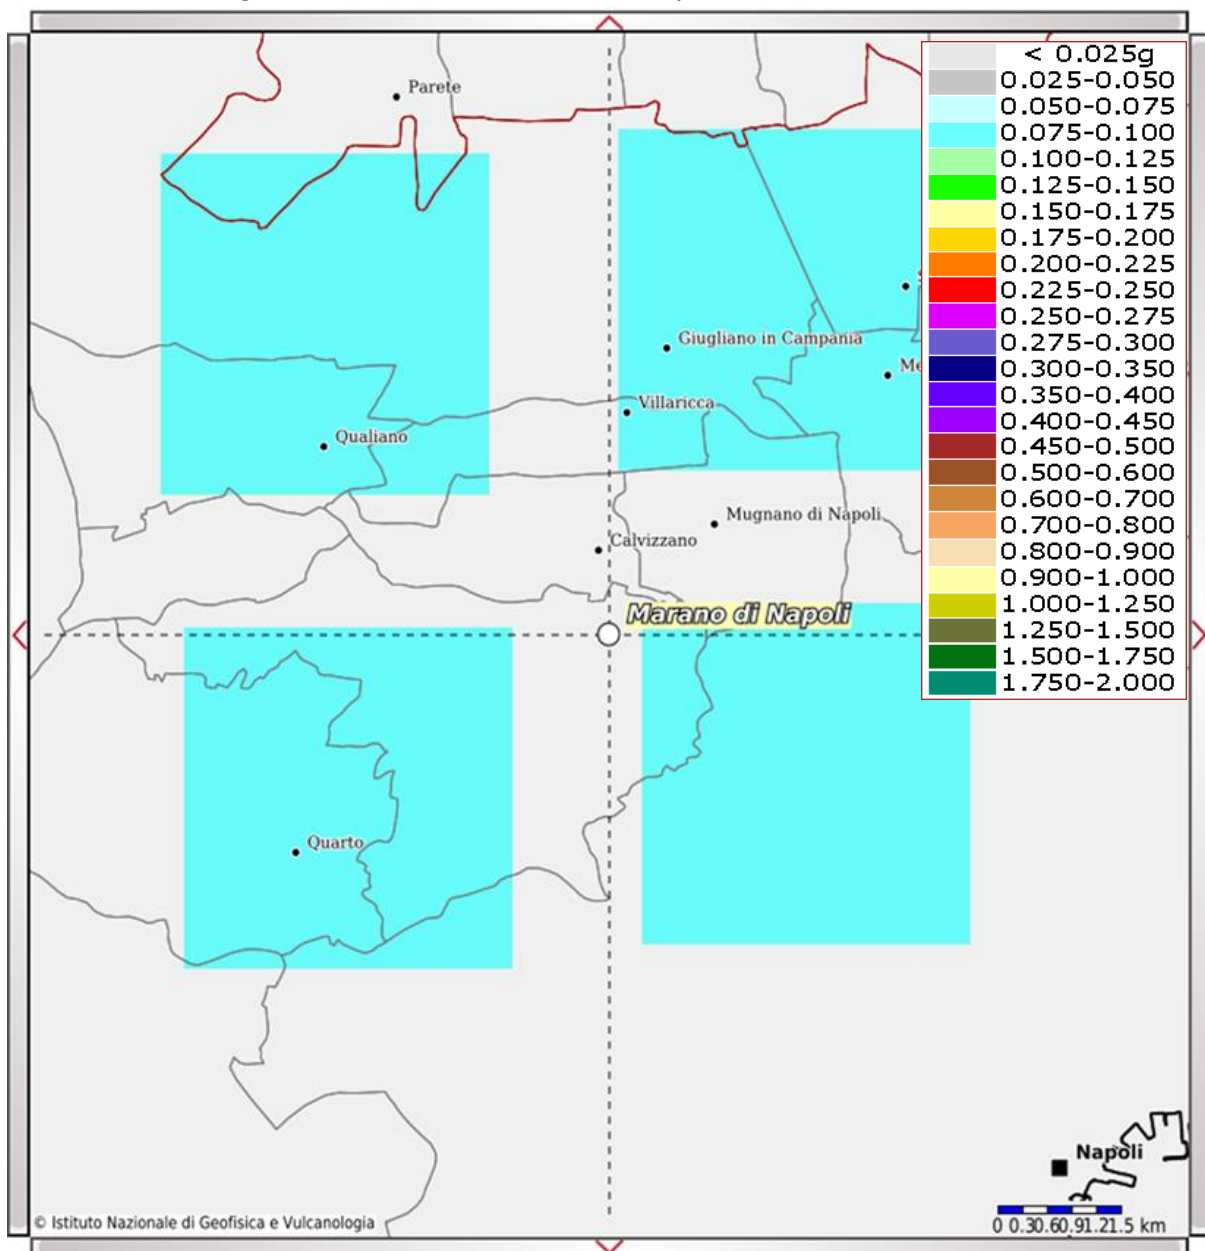 Parete
< 0.025g
0.025-0.050
0.050-0.075
0.075-0.100
0.100-0.125
0.125-0.150
0.150-0.175
0.175-0.200
0.200-0.225
0.225-0.250
0.250-0.275
0.275-0.300
0.300-0.350
0.350-0.400
0.400-0.450
0.450-0.500
0.500-0.600
0.600-0.700
0.700-0.800
0.800-0.900
0.900-1.000
1.000-1.250
1.250-1.500
1.500-1.750
1.750-2.000
Giugliano in Campania
Me
Villaricca
Qualiano
Mugnano di Napoli
Calvizzano
Marano di Napoli
Quarto
Napoli
© Istituto Nazionale di Geofisica e Vulcanologia
0 0.30.60.91.21.5 km